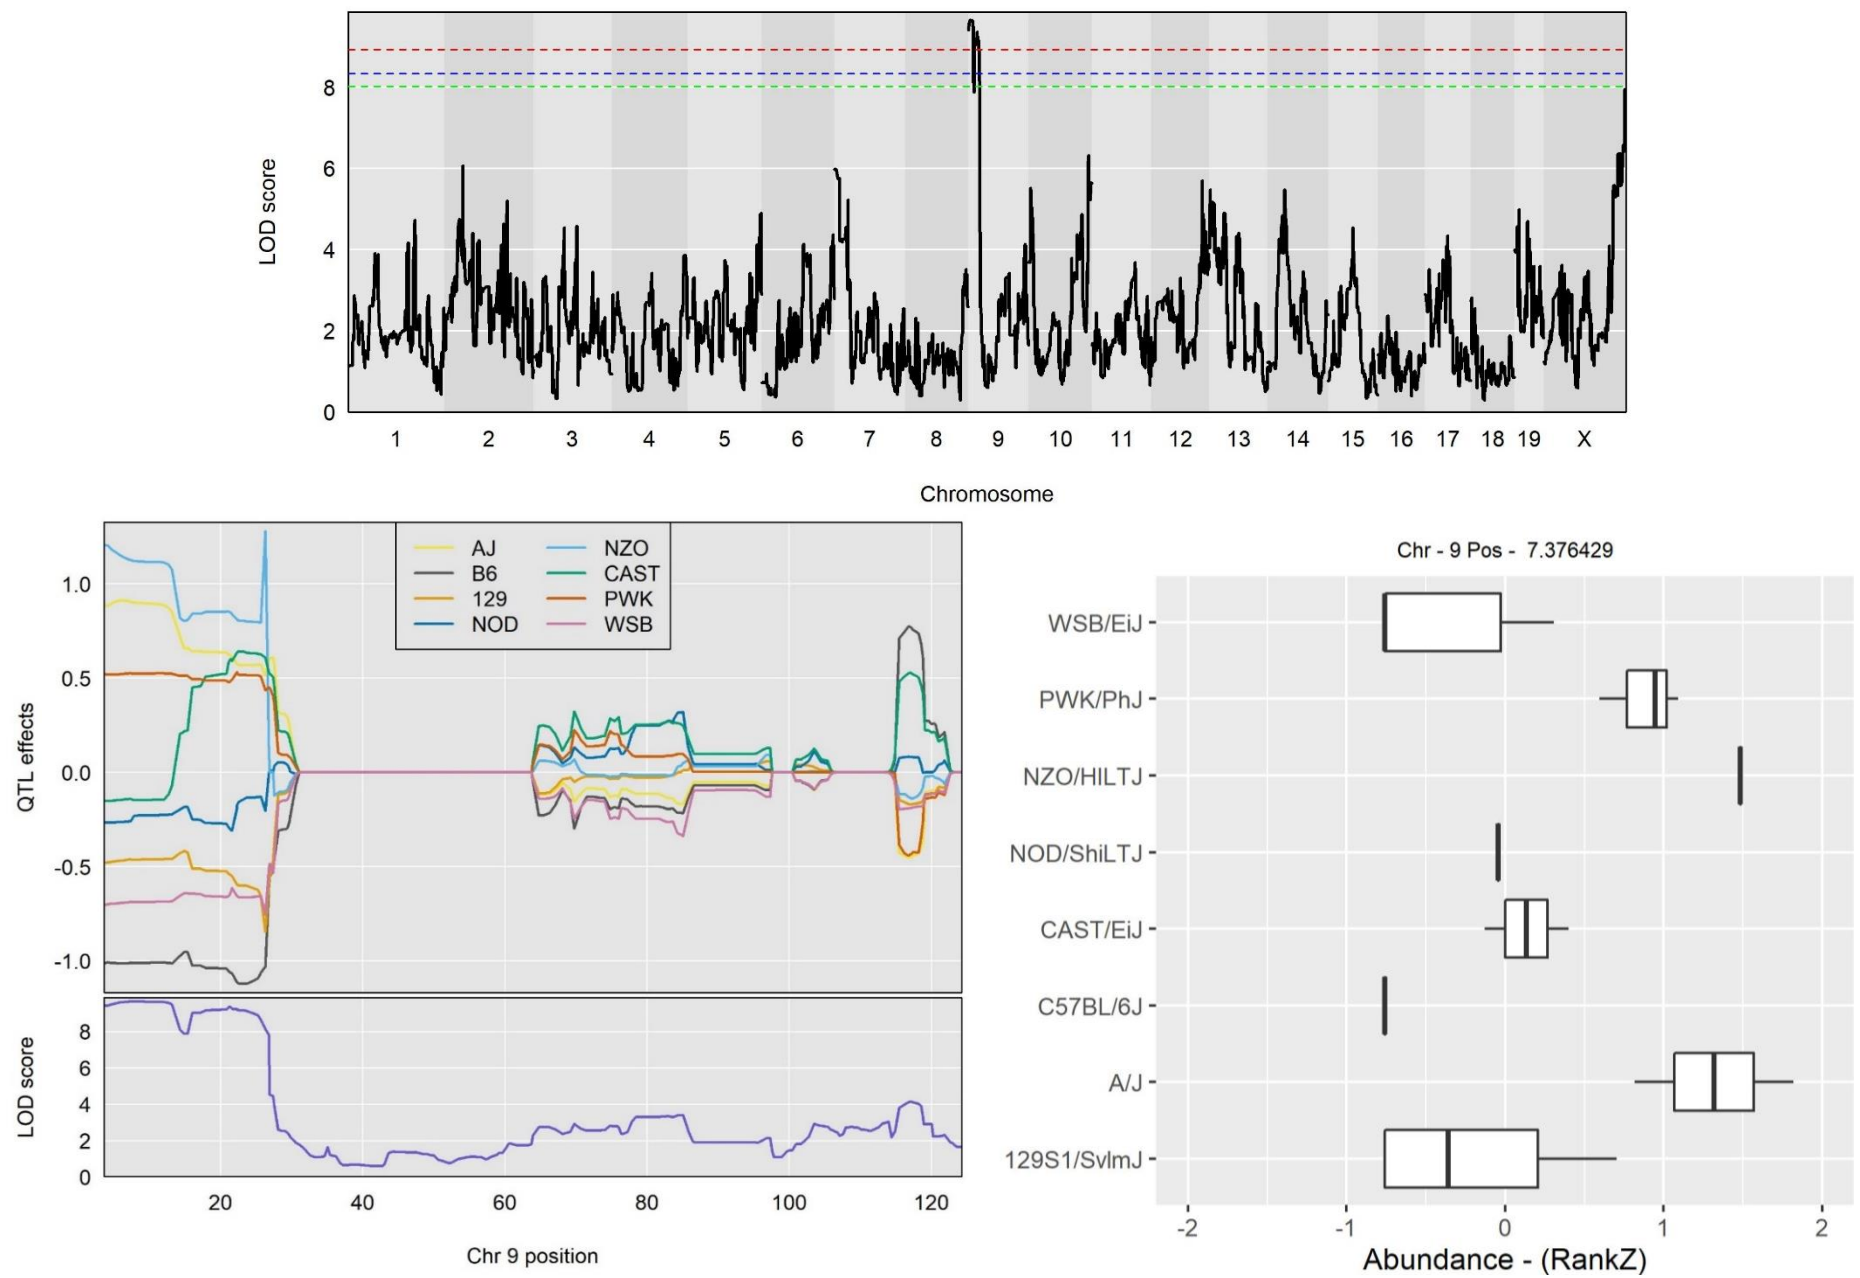 LOD score
8
6
4
2
0
1 2 3 4 5 6 7 8 9 10 11 12 13 14 15 16 17 18 19 X
Chromosome
QTL effects
1.0
0.5
0.0
-0.5
-1.0
AJ NZO
B6 CAST
129 PWK
NOD WSB
LOD score
8
6
4
2
0
20 40 60 80 100 120
Chr 9 position
Chr - 9 Pos - 7.376429
WSB/EiJ
PWK/PhJ
NZO/HILTJ
NOD/ShiLTJ
CAST/EiJ
C57BL/6J
A/J
129S1/SvImJ
-2 -1 0 1 2
Abundance - (RankZ)